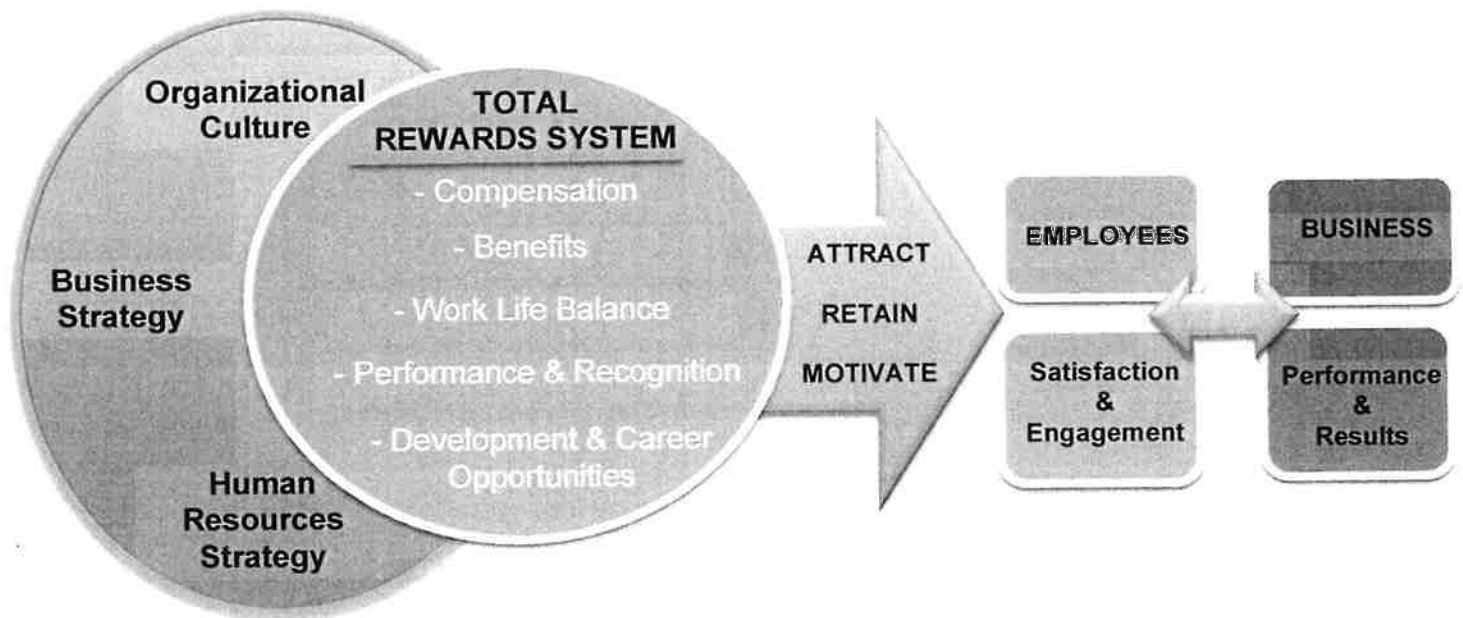 Organizational
Culture
Business
Strategy
Human
Resources
Strategy
TOTAL
REWARDS SYSTEM
- Compensation
- Benefits
- Work Life Balance
- Performance & Recognition
- Development & Career
Opportunities
ATTRACT
RETAIN
MOTIVATE
EMPLOYEES
BUSINESS
Satisfaction
&
Engagement
Performance
&
Results